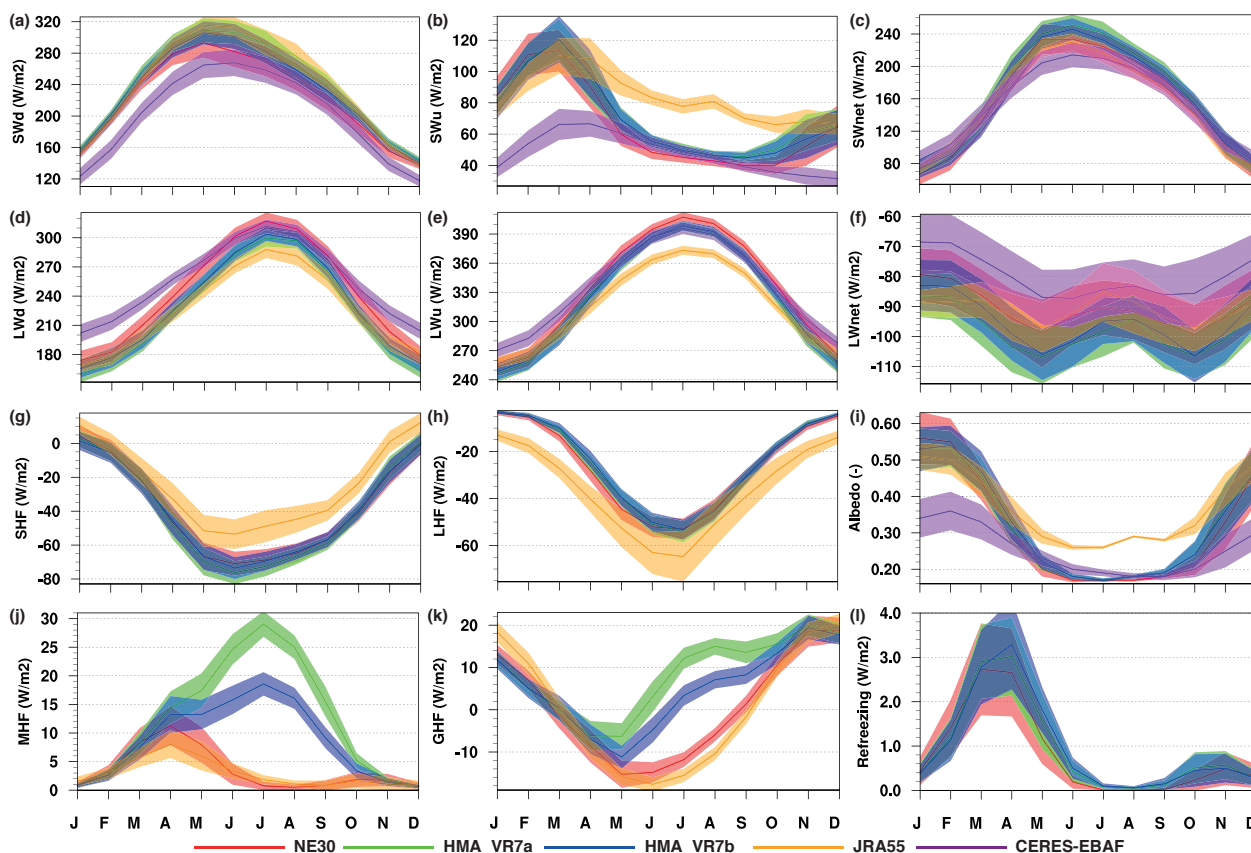 (a)
SWd (W/m2)
320
280
240
200
160
120
(b)
SWu (W/m2)
120
100
80
60
40
(c)
SWnet (W/m2)
240
200
160
120
80
(d)
LWd (W/m2)
300
270
240
210
180
(e)
LWu (W/m2)
390
360
330
300
270
240
(f)
LWnet (W/m2)
-60
-70
-80
-90
-100
-110
(g)
SHF (W/m2)
0
-20
-40
-60
-80
(h)
LHF (W/m2)
-20
-40
-60
(i)
Albedo (-)
0.60
0.50
0.40
0.30
0.20
(j)
MHF (W/m2)
30
25
20
15
10
5
0
(k)
GHF (W/m2)
20
10
0
-10
(l)
Refreezing (W/m2)
4.0
3.0
2.0
1.0
0.0
J F M A M J J A S O N D
J F M A M J J A S O N D
J F M A M J J A S O N D
NE30 HMA VR7a HMA VR7b JRA55 CERES-EBAF